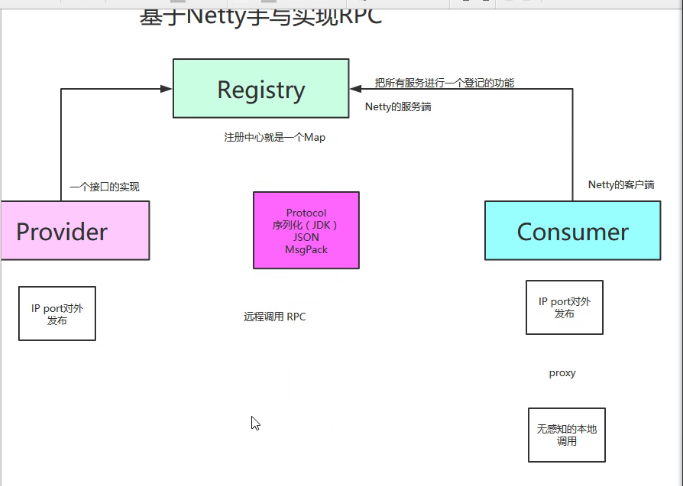 基于Netty手与实现RPC
Registry
把所有服务进行一个登记的功能
Netty的服务端
注册中心就是一个Map
一个接口的实现
Netty的客户端
Provider
Protocol
序列化（JDK）
JSON
MsgPack
Consumer
IP port对外
发布
IP port对外
发布
远程调用 RPC
proxy
无感知的本地
调用